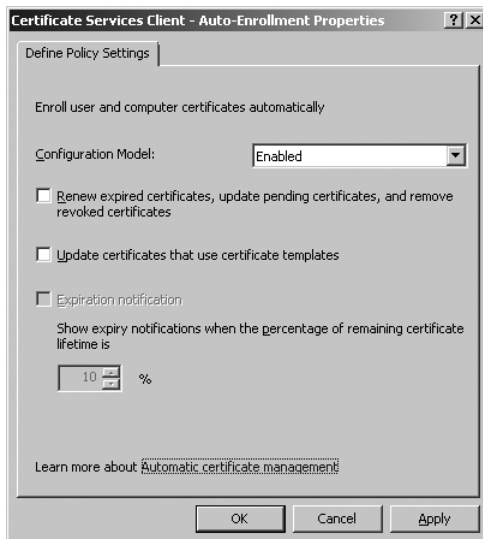 Certificate Services Client - Auto-Enrollment Properties
Define Policy Settings
Enroll user and computer certificates automatically
Configuration Model: Enabled
Renew expired certificates, update pending certificates, and remove
revoked certificates
Update certificates that use certificate templates
Expiration notification
Show expiry notifications when the percentage of remaining certificate
lifetime is
10 %
Learn more about Automatic certificate management
OK Cancel Apply